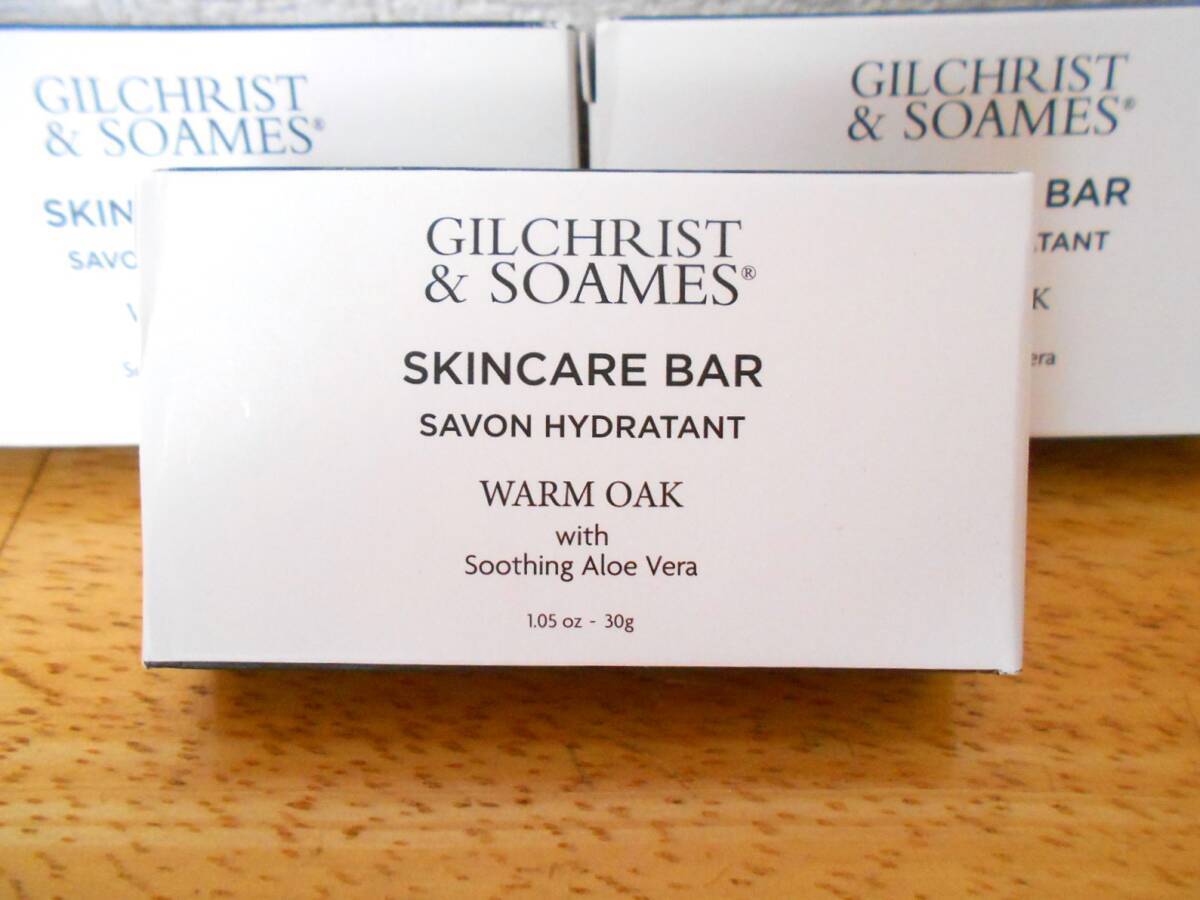 GILCHRIST
& SOAMES®
SKIN
SAVO
GILCHRIST
& SOAMES®
BAR
TANT
K
era
GILCHRIST
& SOAMES®
SKINCARE BAR
SAVON HYDRATANT
WARM OAK
with
Soothing Aloe Vera
1.05 oz - 30g